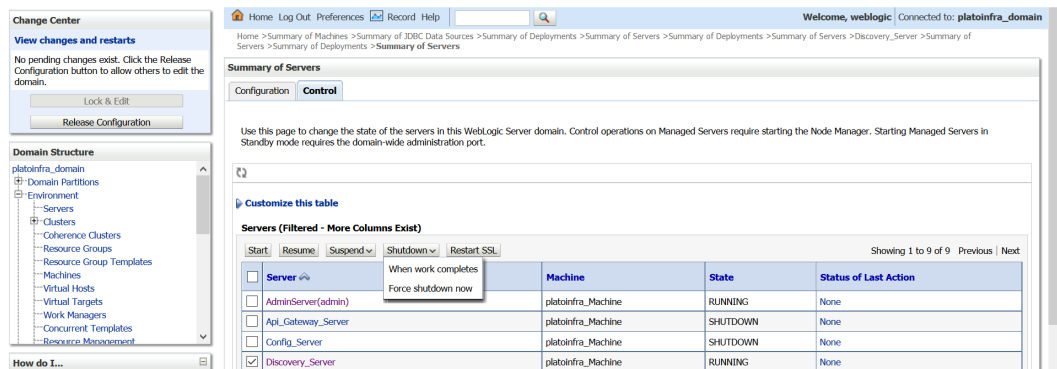 Change Center
View changes and restarts
No pending changes exist. Click the Release
Configuration button to allow others to edit the
domain.
Lock & Edit
Release Configuration
Domain Structure
platoinfra_domain
Domain Partitions
Environment
Servers
Clusters
Coherence Clusters
Resource Groups
Resource Group Templates
Machines
Virtual Hosts
Virtual Targets
Work Managers
Concurrent Templates
Resource Management
How do I...
Home Log Out Preferences Record Help
Welcome, weblogic Connected to: platoinfra_domain
Home >Summary of Machines >Summary of JDBC Data Sources >Summary of Deployments >Summary of Servers >Summary of Deployments >Summary of Servers >Discovery_Server >Summary of
Servers >Summary of Deployments >Summary of Servers
Summary of Servers
Configuration Control
Use this page to change the state of the servers in this WebLogic Server domain. Control operations on Managed Servers require starting the Node Manager. Starting Managed Servers in
Standby mode requires the domain-wide administration port.
Customize this table
Servers (Filtered - More Columns Exist)
Start Resume Suspend Shutdown Restart SSL
Showing 1 to 9 of 9 Previous | Next
When work completes
Force shutdown now
Server Machine State Status of Last Action
AdminServer(admin) platoinfra_Machine RUNNING None
Api_Gateway_Server platoinfra_Machine SHUTDOWN None
Config_Server platoinfra_Machine SHUTDOWN None
Discovery_Server platoinfra_Machine RUNNING None